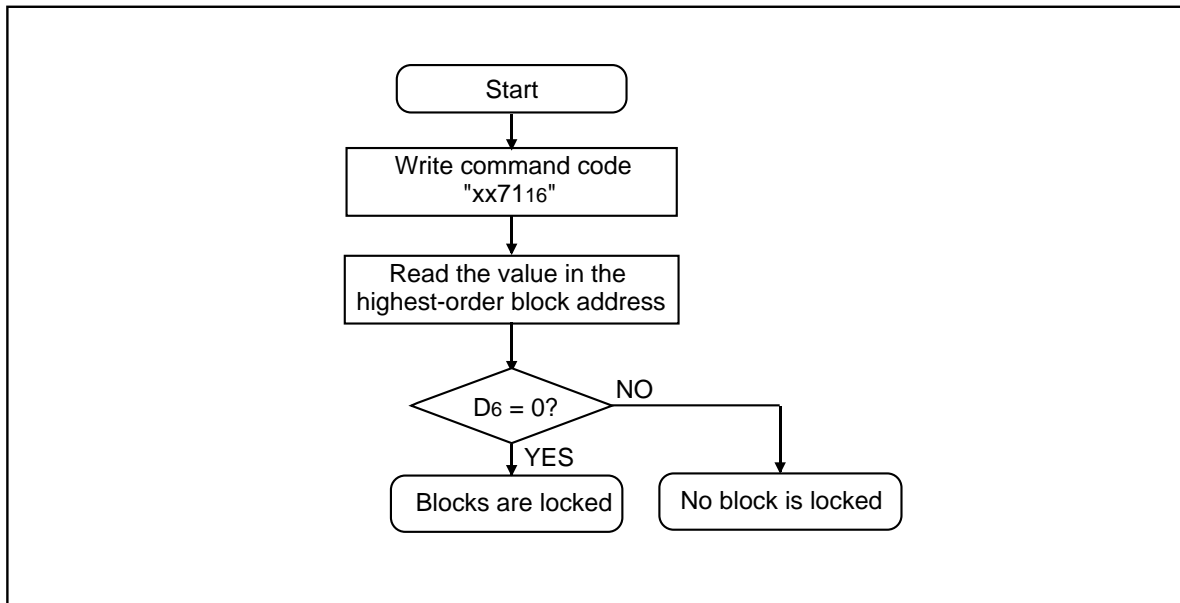 Start
Write command code
"xx7116"
Read the value in the
highest-order block address
D6 = 0?
NO
YES
Blocks are locked
No block is locked